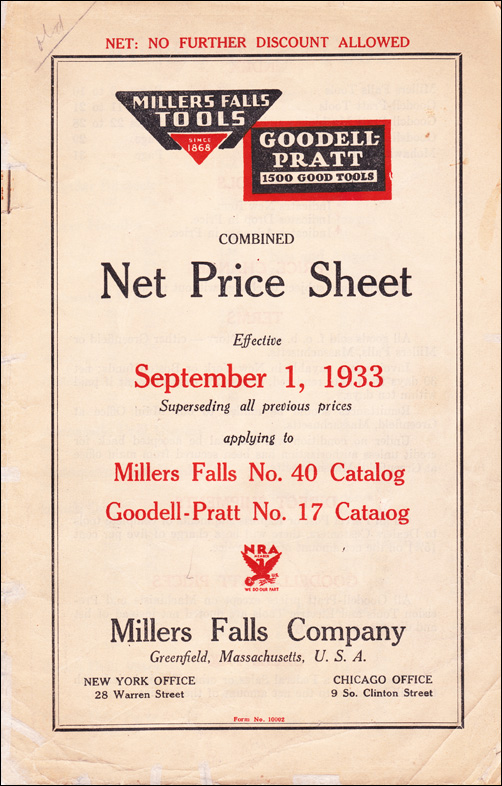 NET: NO FURTHER DISCOUNT ALLOWED
MILLERS FALLS
TOOLS
SINCE
1868
GOODELL-
PRATT
1500 GOOD TOOLS
COMBINED
Net Price Sheet
Effective
September 1, 1933
Superseding all previous prices
applying to
Millers Falls No. 40 Catalog
Goodell-Pratt No. 17 Catalog
NRA
MEMBER
U.S.
WE DO OUR PART
Millers Falls Company
Greenfield, Massachusetts, U. S. A.
NEW YORK OFFICE
28 Warren Street
CHICAGO OFFICE
9 So. Clinton Street
Form No. 10002